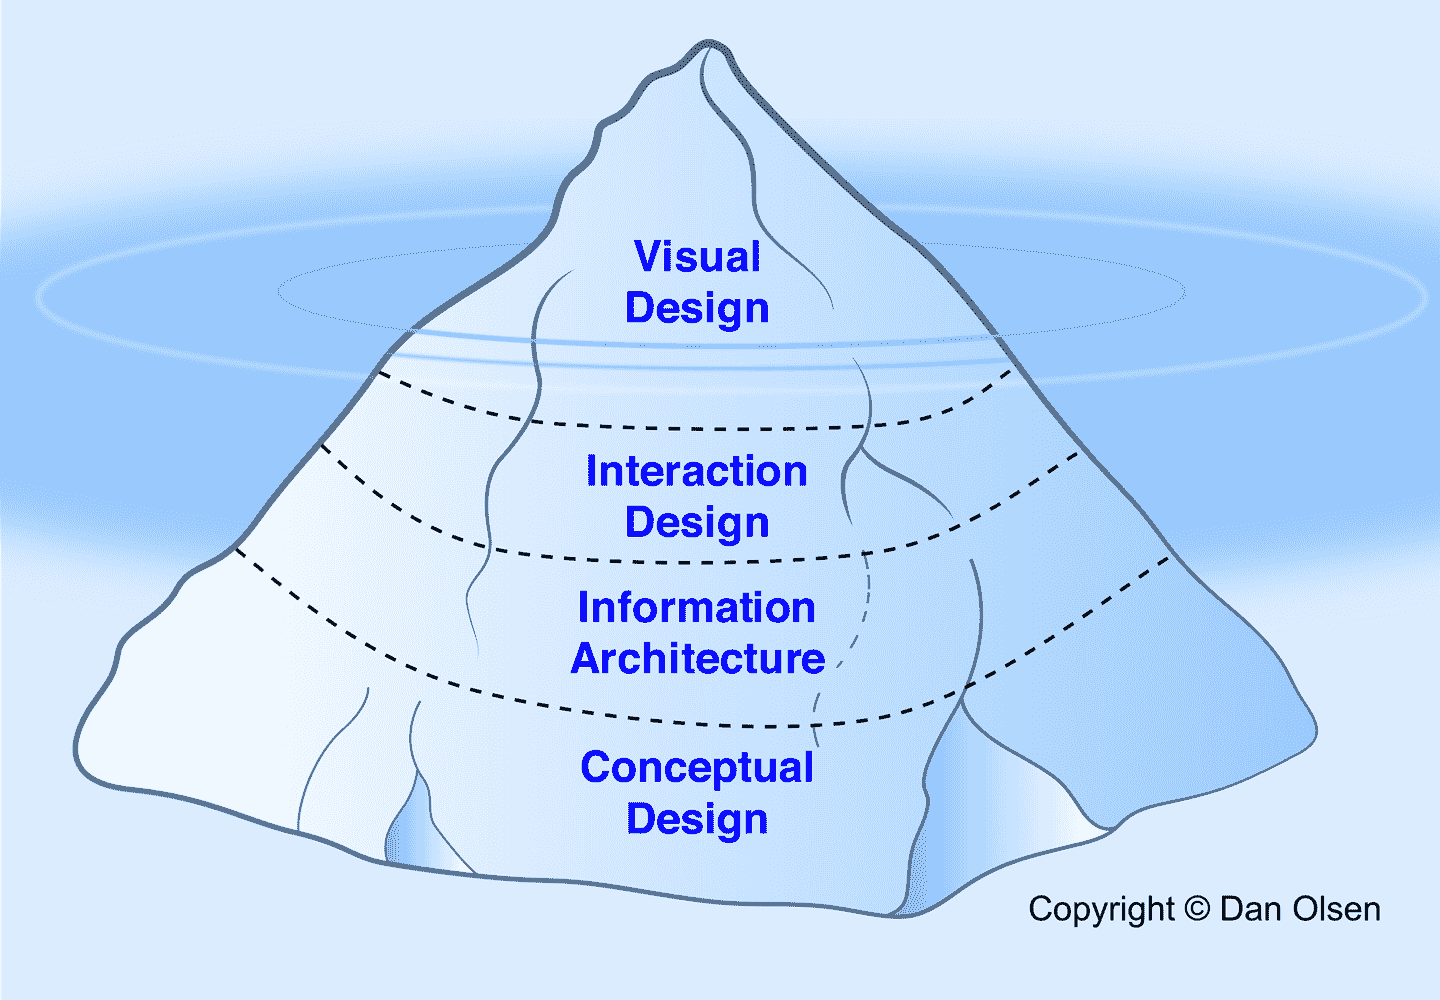 Visual
Design
Interaction
Design
Information
Architecture
Conceptual
Design
Copyright © Dan Olsen